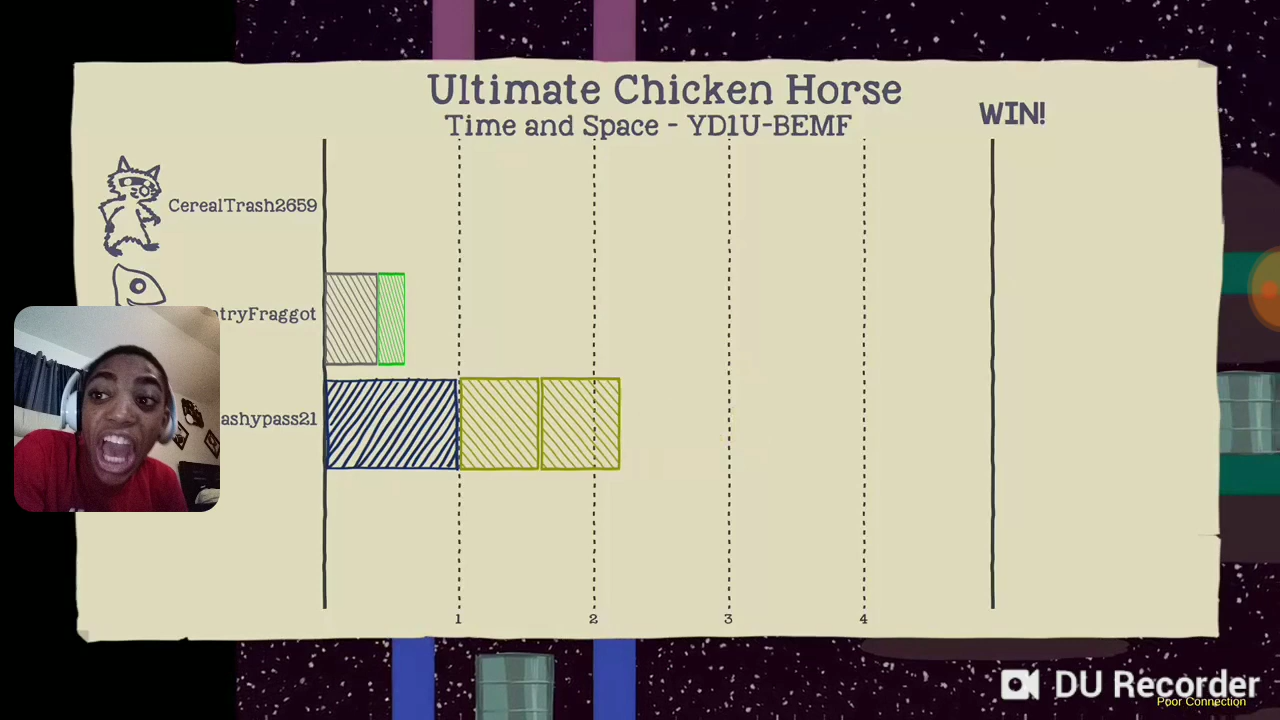 Ultimate Chicken Horse
Time and Space - YD1U-BEMF
WIN!
CerealTrash2659
tryFraggot
ashypass21
1 2 3 4
DU Recorder
Poor Connection